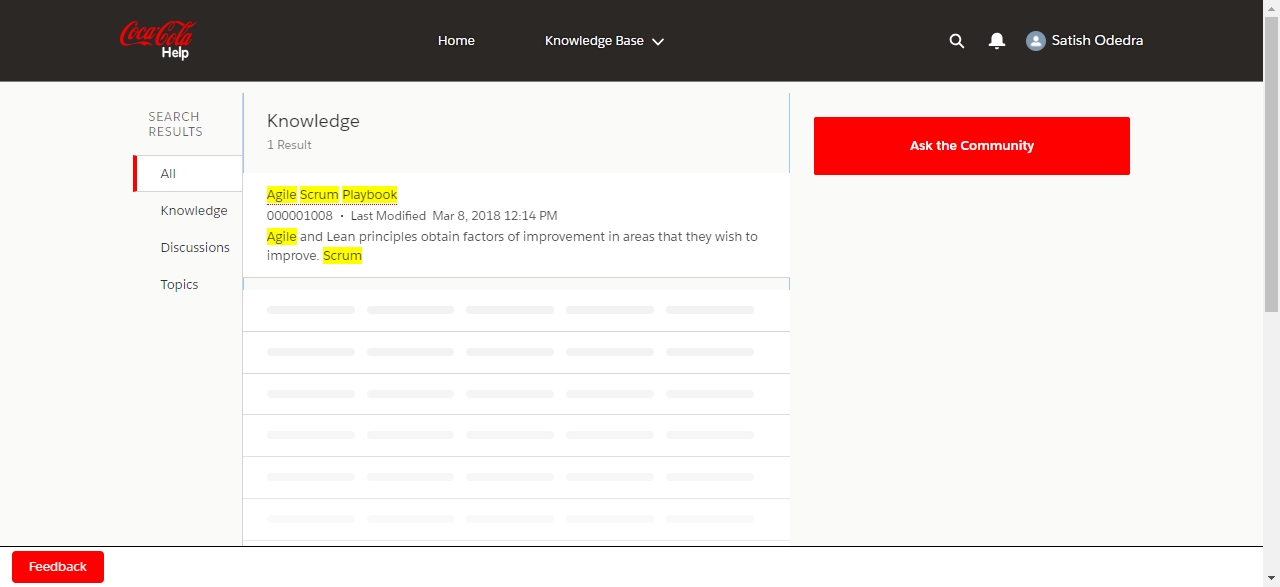 Coca-Cola
Help
Home
Knowledge Base
Satish Odedra
SEARCH
RESULTS
All
Knowledge
Discussions
Topics
Knowledge
1 Result
Agile Scrum Playbook
000001008 • Last Modified Mar 8, 2018 12:14 PM
Agile and Lean principles obtain factors of improvement in areas that they wish to
improve. Scrum
Ask the Community
Feedback